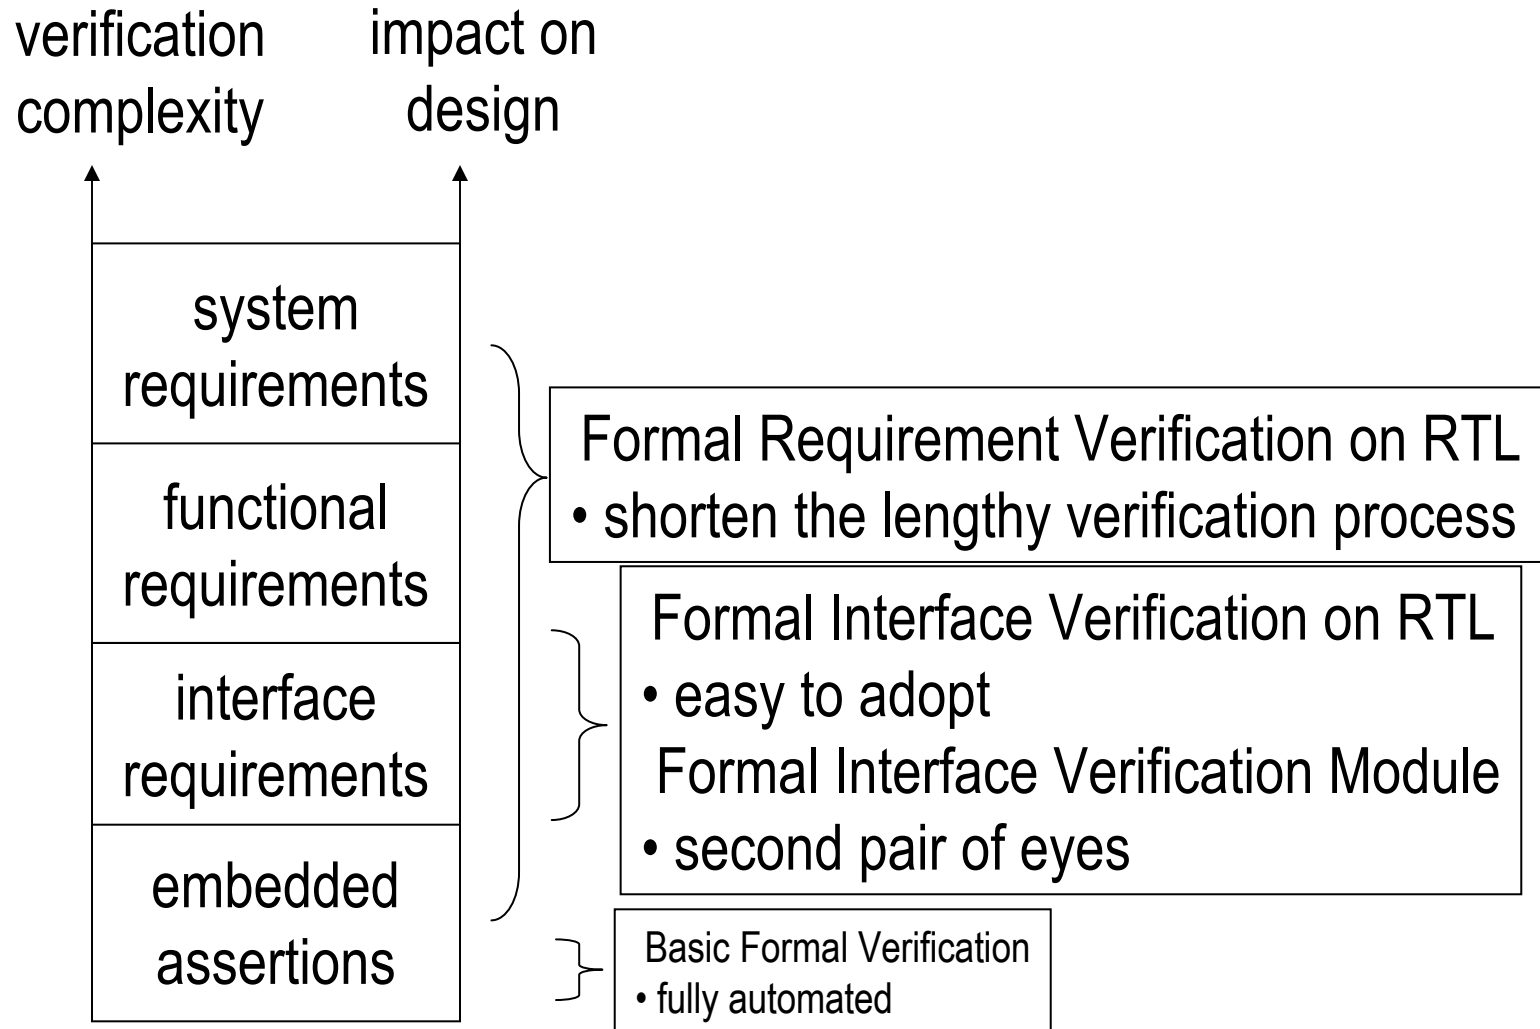 verification
complexity
impact on
design
system
requirements
functional
requirements
interface
requirements
embedded
assertions
Formal Requirement Verification on RTL
• shorten the lengthy verification process
Formal Interface Verification on RTL
• easy to adopt
Formal Interface Verification Module
• second pair of eyes
Basic Formal Verification
• fully automated